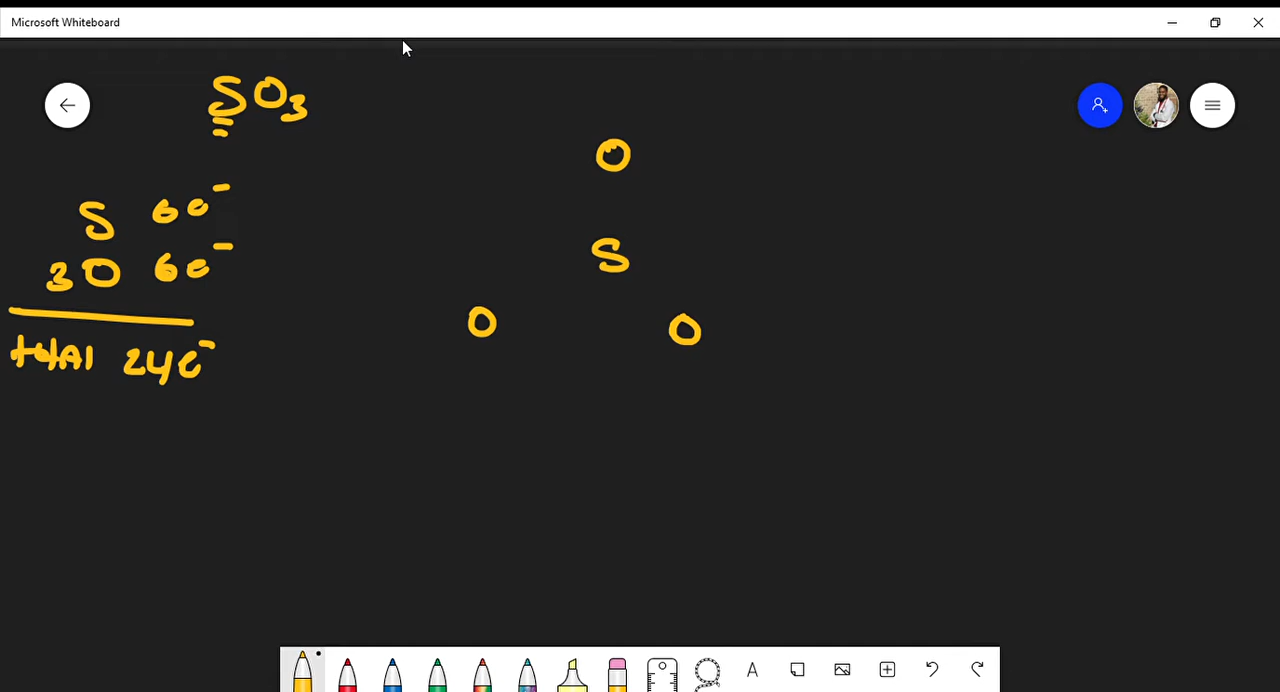 Microsoft Whiteboard
SO3
O
S 6e-
S
3O 6e-
O O
total 24e-
A